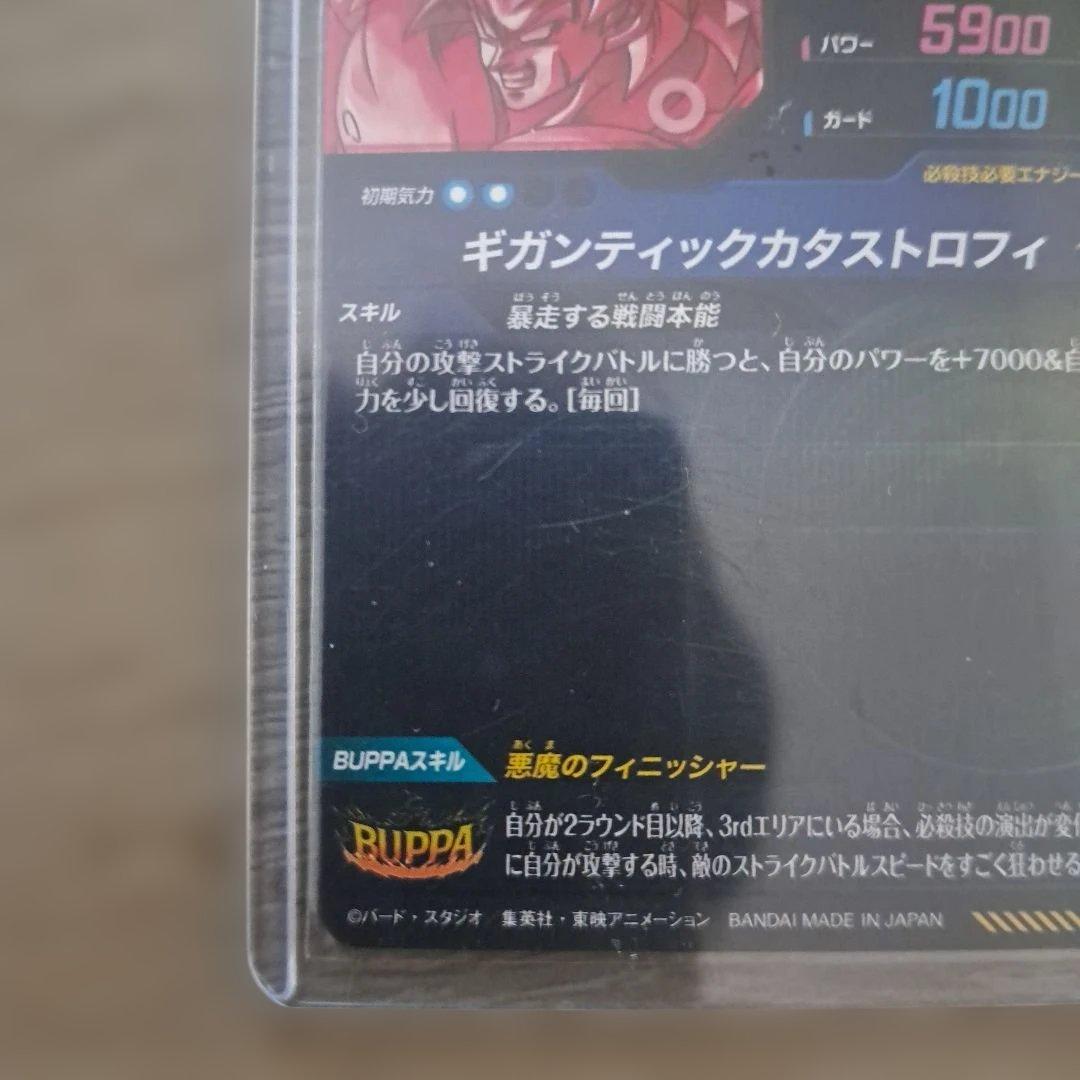 パワー 5900
ガード 1000
必殺技必要エナジー
初期気力
ギガンティックカタストロフィ
スキル 暴走する戦闘本能
自分の攻撃ストライクバトルに勝つと、自分のパワーを+7000&自
力を少し回復する。[毎回]
BUPPAスキル 悪魔のフィニッシャー
BUPPA
自分が2ラウンド目以降、3rdエリアにいる場合、必殺技の演出が変
に自分が攻撃する時、敵のストライクバトルスピードをすごく狂わせる
©バード・スタジオ 集英社・東映アニメーション BANDAI MADE IN JAPAN